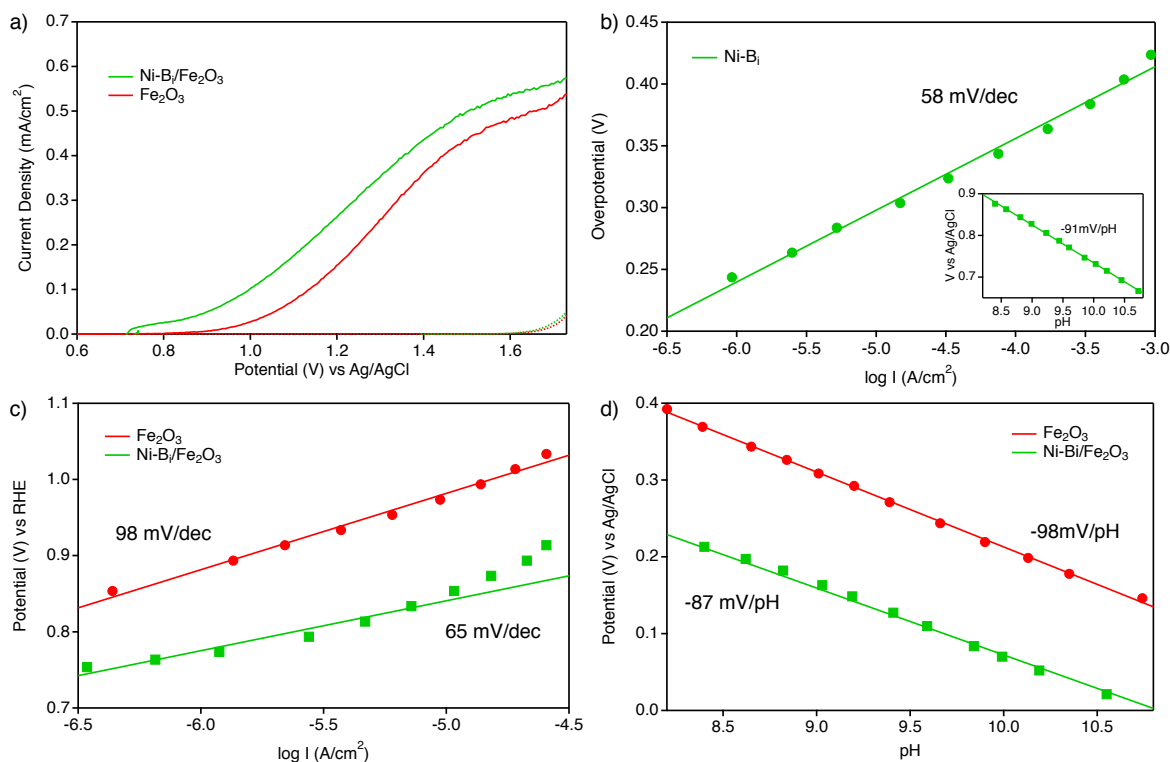 a)
0.7
0.6
0.5
0.4
0.3
0.2
0.1
0.0
Current Density (mA/cm²)
Ni-Bᵢ/Fe₂O₃
Fe₂O₃
0.6
0.8
1.0
1.2
1.4
1.6
Potential (V) vs Ag/AgCl
b)
0.45
0.40
0.35
0.30
0.25
0.20
Overpotential (V)
Ni-Bᵢ
58 mV/dec
0.9
0.8
0.7
V vs Ag/AgCl
-91mV/pH
8.5
9.0
9.5
10.0
10.5
pH
-6.5
-6.0
-5.5
-5.0
-4.5
-4.0
-3.5
-3.0
log I (A/cm²)
c)
1.1
1.0
0.9
0.8
0.7
Potential (V) vs RHE
Fe₂O₃
Ni-Bᵢ/Fe₂O₃
98 mV/dec
65 mV/dec
-6.5
-6.0
-5.5
-5.0
-4.5
log I (A/cm²)
d)
0.4
0.3
0.2
0.1
0.0
Potential (V) vs Ag/AgCl
Fe₂O₃
Ni-Bi/Fe₂O₃
-98mV/pH
-87 mV/pH
8.5
9.0
9.5
10.0
10.5
pH